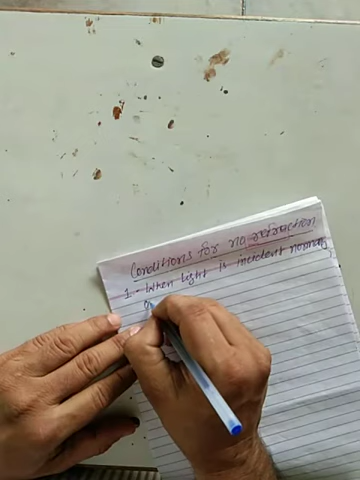 Conditions for no refraction
1. When light is incident normally